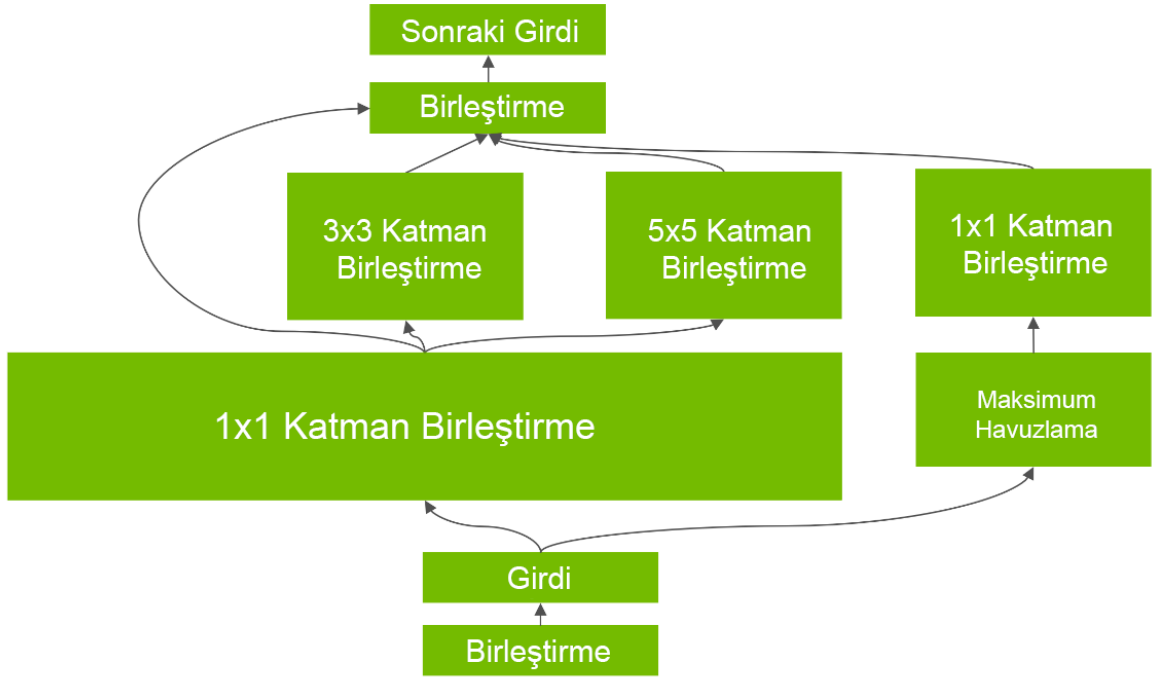 Sonraki Girdi
Birleştirme
3x3 Katman
Birleştirme
5x5 Katman
Birleştirme
1x1 Katman
Birleştirme
1x1 Katman Birleştirme
Maksimum
Havuzlama
Girdi
Birleştirme